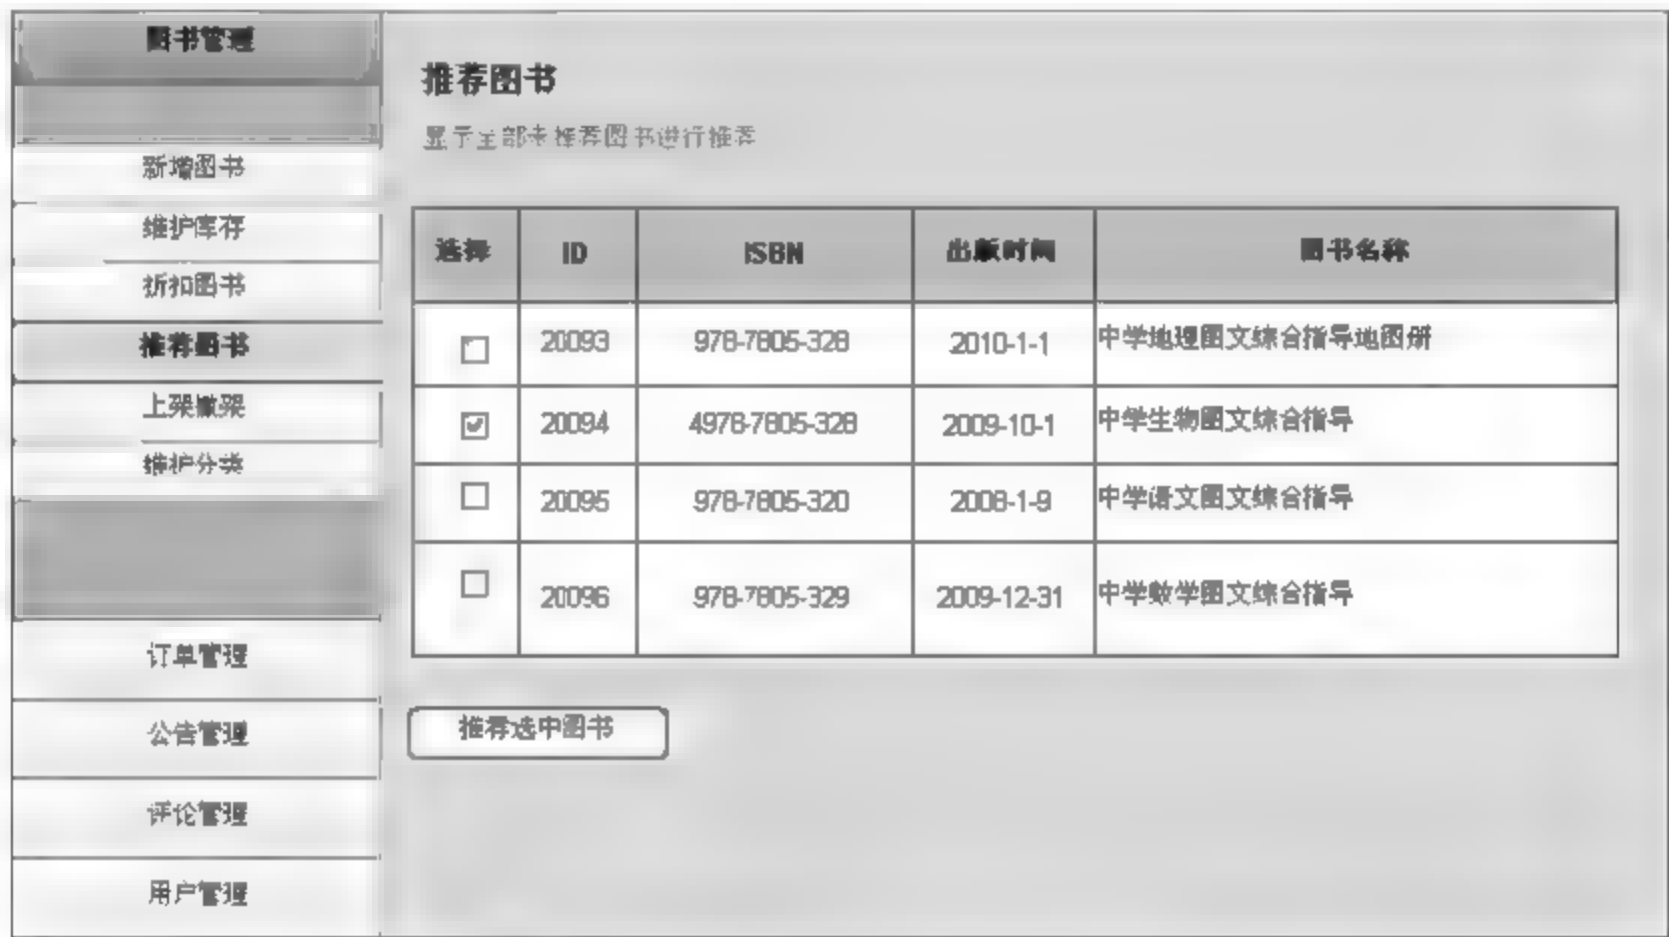 图书管理
新增图书
维护库存
折扣图书
推荐图书
上架撤架
维护分类
订单管理
公告管理
评论管理
用户管理
推荐图书
显示全部未推荐图书进行推荐
选择 ID ISBN 出版时间 图书名称
20093 978-7805-328 2010-1-1 中学地理图文综合指导地图册
20094 4978-7805-328 2009-10-1 中学生物图文综合指导
20095 978-7805-320 2008-1-9 中学语文图文综合指导
20096 978-7805-329 2009-12-31 中学数学图文综合指导
推荐选中图书